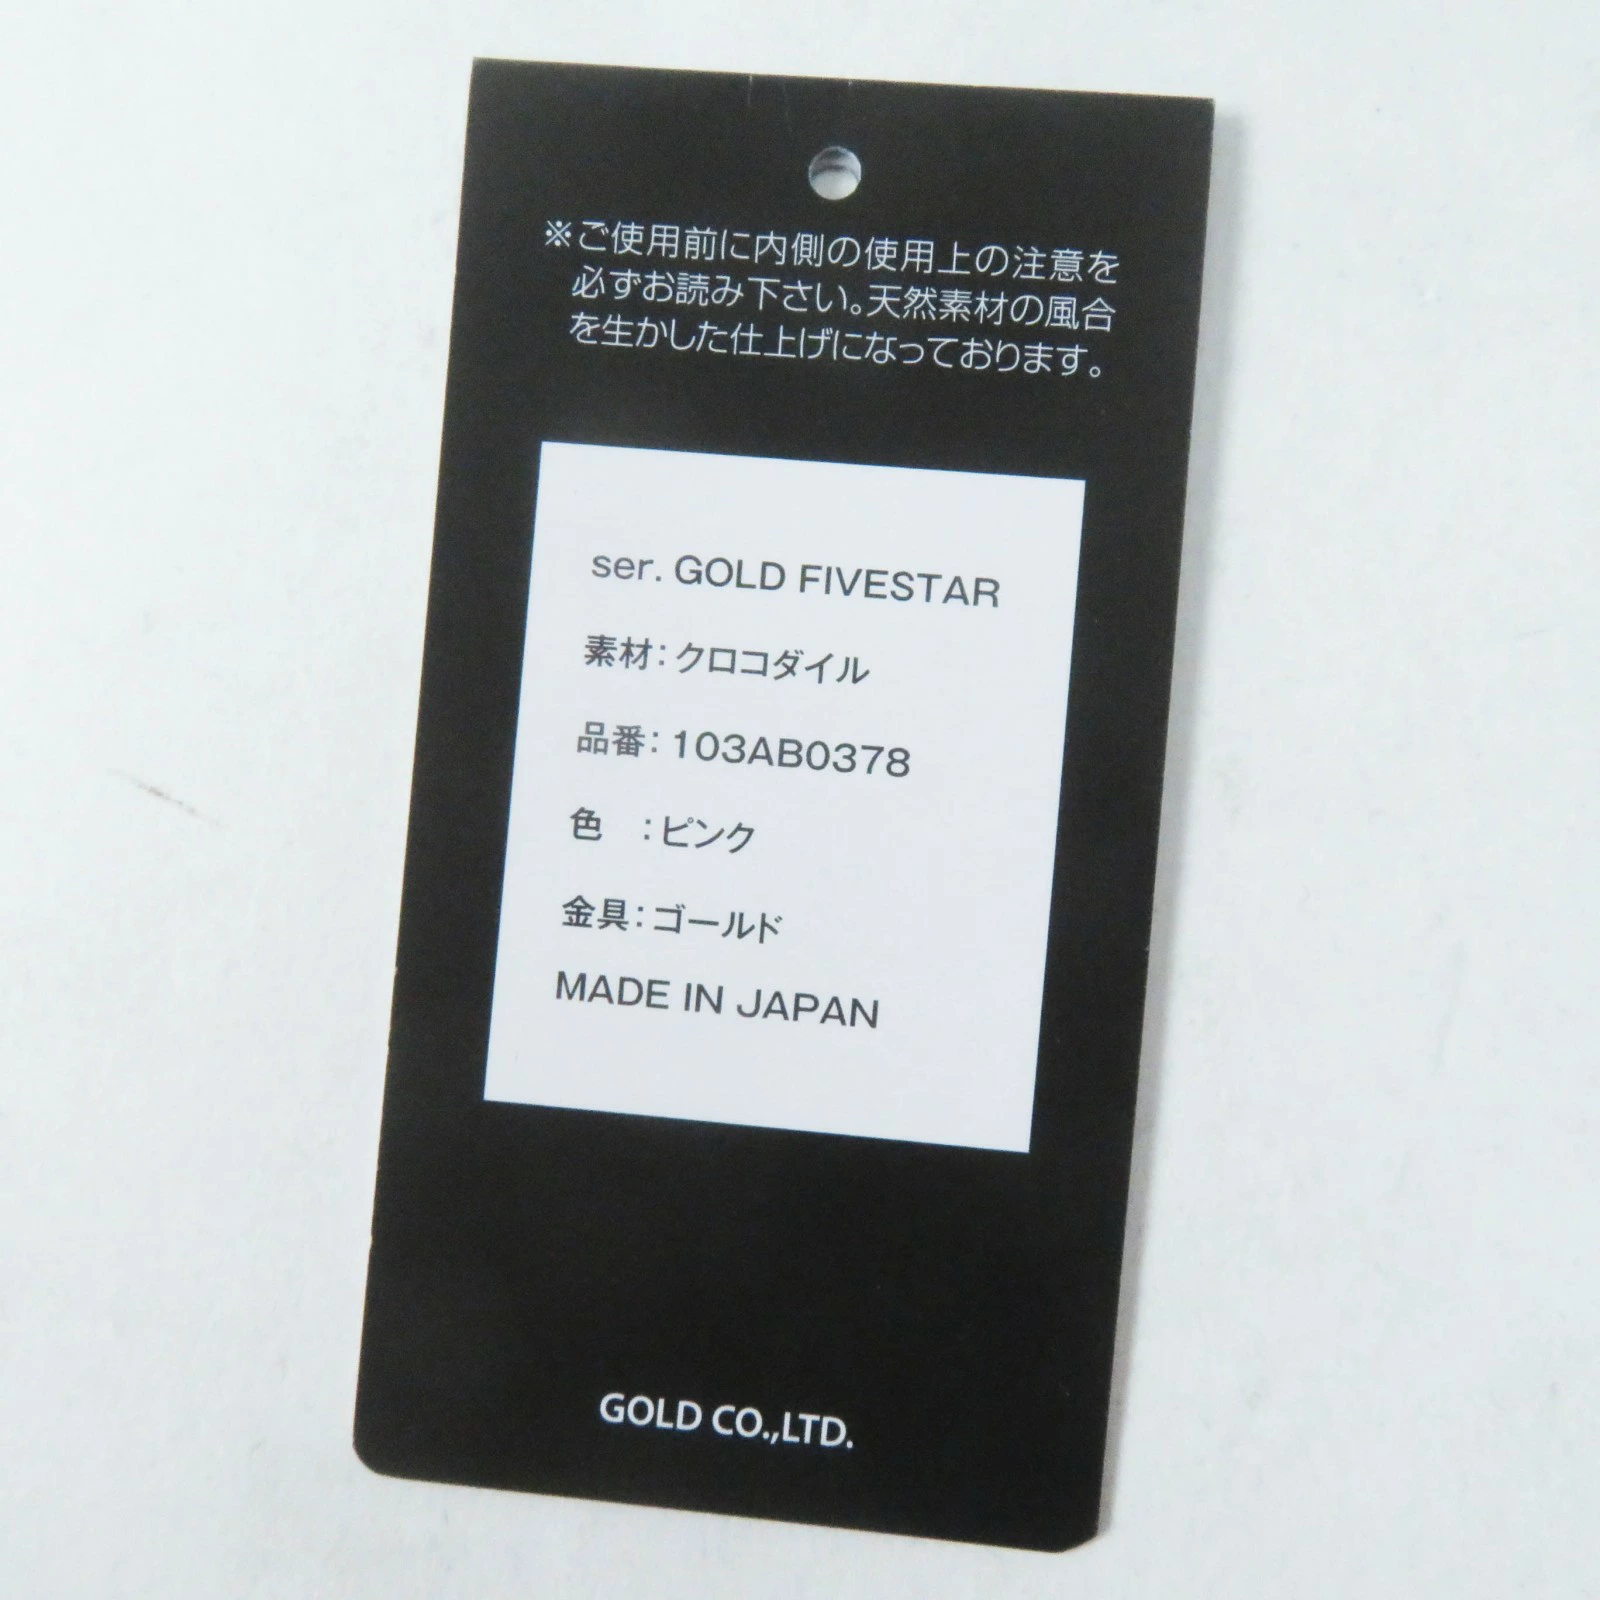 ※ご使用前に内側の使用上の注意を
必ずお読み下さい。天然素材の風合
を生かした仕上げになっております。
ser. GOLD FIVESTAR
素材：クロコダイル
品番：103AB0378
色　：ピンク
金具：ゴールド
MADE IN JAPAN
GOLD CO.,LTD.